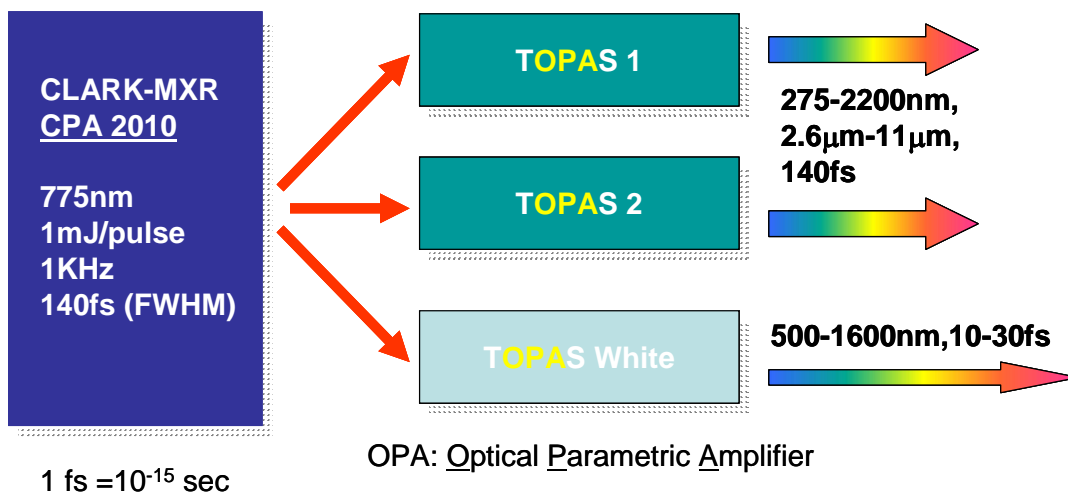 CLARK-MXR
CPA 2010
775nm
1mJ/pulse
1KHz
140fs (FWHM)
1 fs =10⁻¹⁵ sec
TOPAS 1
TOPAS 2
TOPAS White
275-2200nm,
2.6μm-11μm,
140fs
500-1600nm,10-30fs
OPA: Optical Parametric Amplifier